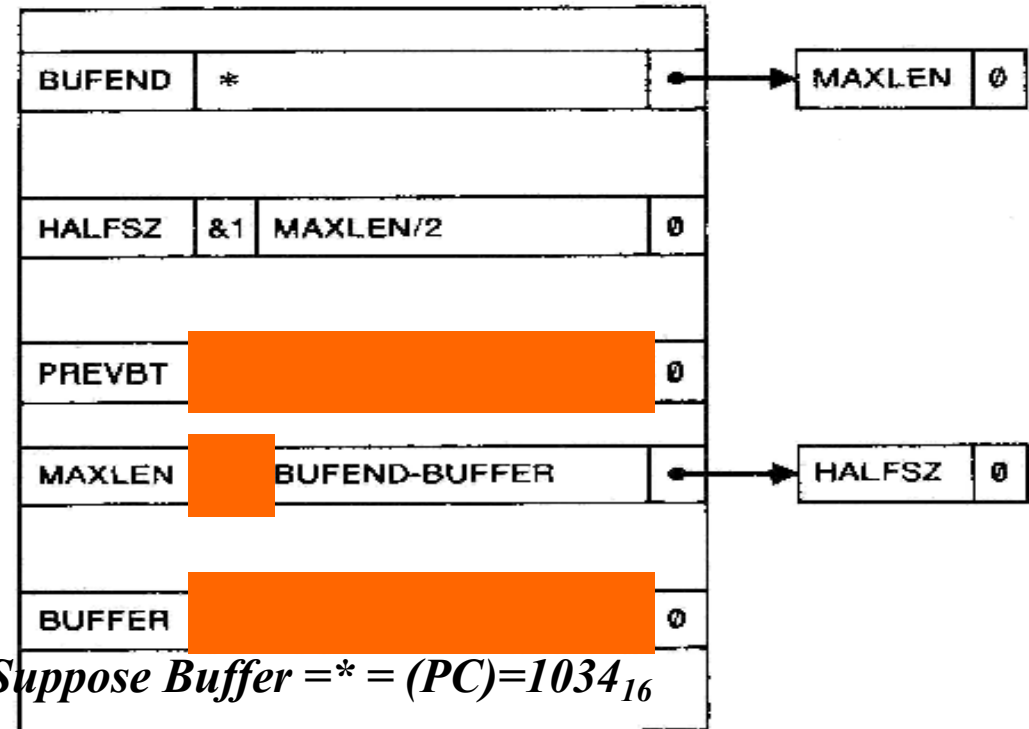 BUFEND * MAXLEN 0
HALFSZ &1 MAXLEN/2 0
PREVBT 0
MAXLEN BUFEND-BUFFER HALFSZ 0
BUFFER 0
Suppose Buffer =* = (PC)=1034₁₆